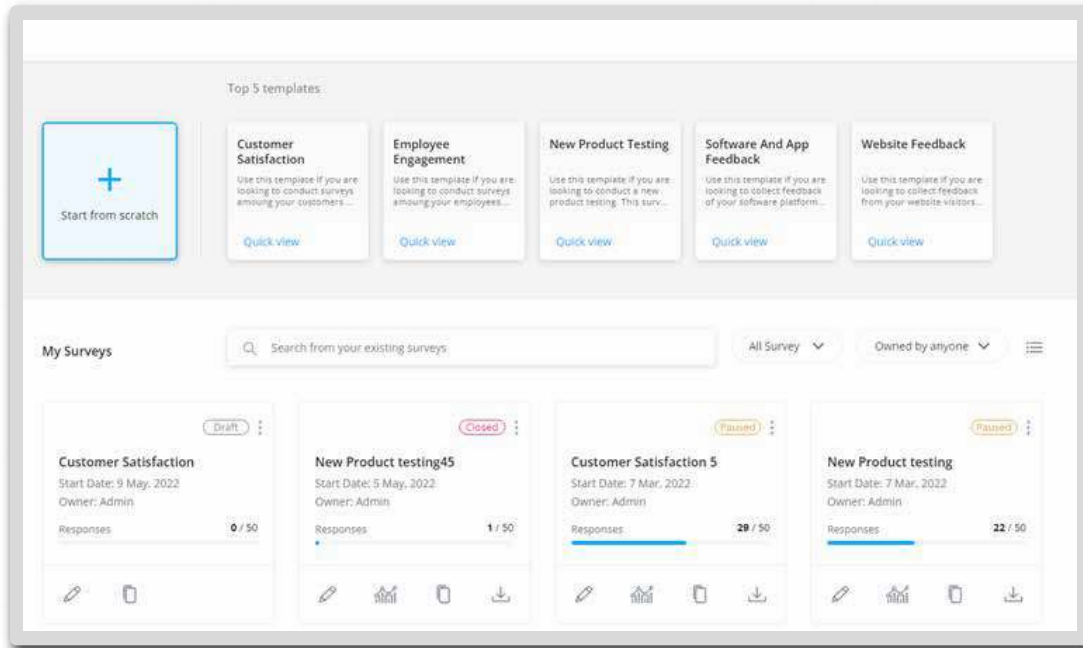 Top 5 templates
+
Start from scratch
Customer
Satisfaction
Use this template if you are
looking to conduct surveys
amoung your customers ...
Quick view
Employee
Engagement
Use this template if you are
looking to conduct surveys
amoung your employees...
Quick view
New Product Testing
Use this template if you are
looking to conduct a new
product testing. This surv...
Quick view
Software And App
Feedback
Use this template if you are
looking to collect feedback
of your software platform...
Quick view
Website Feedback
Use this template if you are
looking to collect feedback
from your website visitors...
Quick view
My Surveys
Search from your existing surveys
All Survey
Owned by anyone
Draft
Customer Satisfaction
Start Date: 9 May, 2022
Owner: Admin
Responses 0 / 50
Closed
New Product testing45
Start Date: 5 May, 2022
Owner: Admin
Responses 1 / 50
Paused
Customer Satisfaction 5
Start Date: 7 Mar, 2022
Owner: Admin
Responses 29 / 50
Paused
New Product testing
Start Date: 7 Mar, 2022
Owner: Admin
Responses 22 / 50